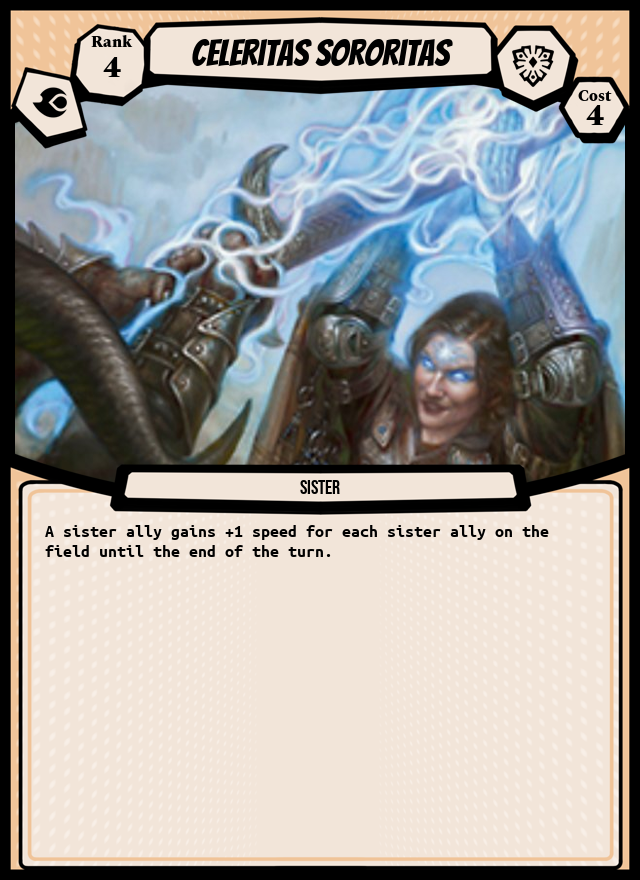 Rank
4
CELERITAS SORORITAS
Cost
4
SISTER
A sister ally gains +1 speed for each sister ally on the
field until the end of the turn.